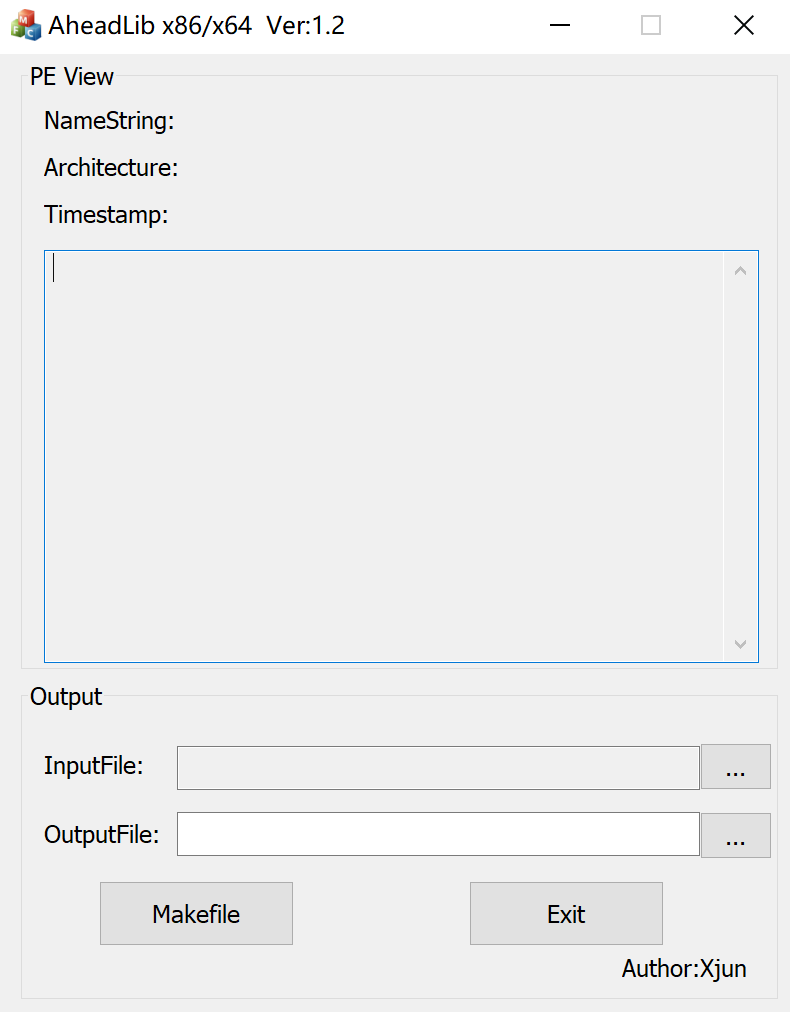 AheadLib x86/x64  Ver:1.2
PE View
NameString:
Architecture:
Timestamp:
Output
InputFile:
...
OutputFile:
...
Makefile
Exit
Author:Xjun